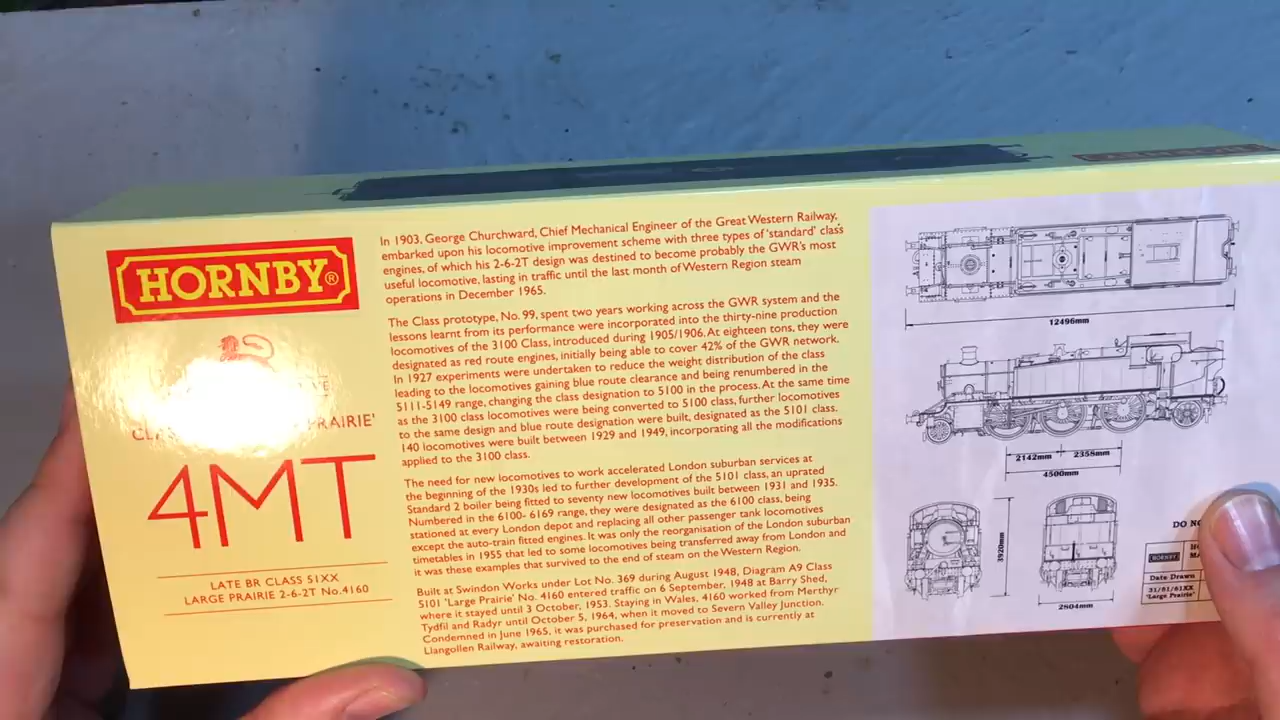 HORNBY®
PRAIRIE'
4MT
LATE BR CLASS 51XX
LARGE PRAIRIE 2-6-2T No.4160
In 1903, George Churchward, Chief Mechanical Engineer of the Great Western Railway,
embarked upon his locomotive improvement scheme with three types of 'standard' class
engines, of which his 2-6-2T design was destined to become probably the GWR's most
useful locomotive, lasting in traffic until the last month of Western Region steam
operations in December 1965.
The Class prototype, No. 99, spent two years working across the GWR system and the
lessons learnt from its performance were incorporated into the thirty-nine production
locomotives of the 3100 Class, introduced during 1905/1906. At eighteen tons, they were
designated as red route engines, initially being able to cover 42% of the GWR network.
In 1927 experiments were undertaken to reduce the weight distribution of the class
leading to the locomotives gaining blue route clearance and being renumbered in the
5111-5149 range, changing the class designation to 5100 in the process. At the same time
as the 3100 class locomotives were being converted to 5100 class, further locomotives
to the same design and blue route designation were built, designated as the 5101 class.
140 locomotives were built between 1929 and 1949, incorporating all the modifications
applied to the 3100 class.
The need for new locomotives to work accelerated London suburban services at
the beginning of the 1930s led to further development of the 5101 class, an uprated
Standard 2 boiler being fitted to seventy new locomotives built between 1931 and 1935.
Numbered in the 6100- 6169 range, they were designated as the 6100 class, being
stationed at every London depot and replacing all other passenger tank locomotives
except the auto-train fitted engines. It was only the reorganisation of the London suburban
timetables in 1955 that led to some locomotives being transferred away from London and
it was these examples that survived to the end of steam on the Western Region.
Built at Swindon Works under Lot No. 369 during August 1948, Diagram A9 Class
5101 'Large Prairie' No. 4160 entered traffic on 6 September, 1948 at Barry Shed,
where it stayed until 3 October, 1953. Staying in Wales, 4160 worked from Merthyr
Tydfil and Radyr until October 5, 1964, when it moved to Severn Valley Junction.
Condemned in June 1965, it was purchased for preservation and is currently at
Llangollen Railway, awaiting restoration.
12496mm
2142mm
2358mm
4500mm
3920mm
2804mm
DO
HORNBY
Date Drawn
31/61/61XX
'Large Prairie'